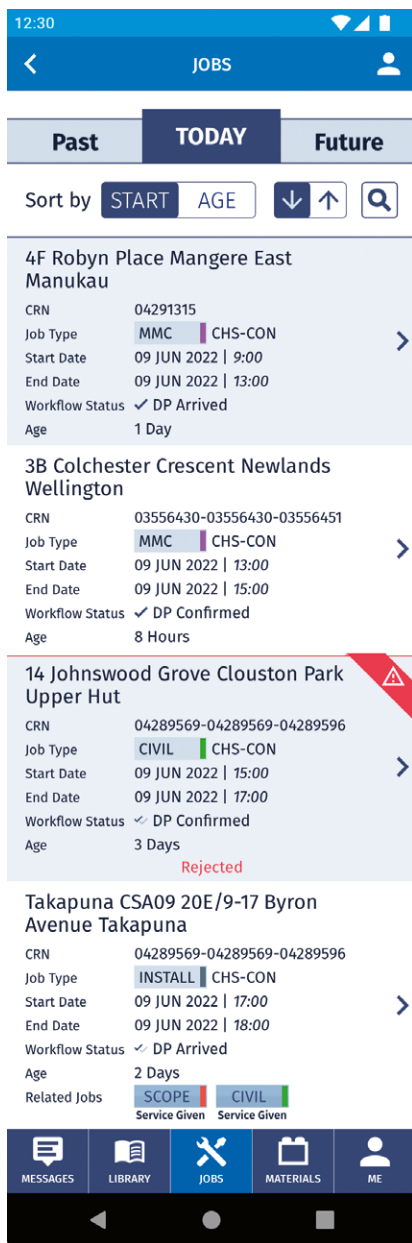 12:30
JOBS
Past TODAY Future
Sort by START AGE
4F Robyn Place Mangere East
Manukau
CRN 04291315
Job Type MMC CHS-CON
Start Date 09 JUN 2022 | 9:00
End Date 09 JUN 2022 | 13:00
Workflow Status DP Arrived
Age 1 Day
3B Colchester Crescent Newlands
Wellington
CRN 03556430-03556430-03556451
Job Type MMC CHS-CON
Start Date 09 JUN 2022 | 13:00
End Date 09 JUN 2022 | 15:00
Workflow Status DP Confirmed
Age 8 Hours
14 Johnswood Grove Clouston Park
Upper Hut
CRN 04289569-04289569-04289596
Job Type CIVIL CHS-CON
Start Date 09 JUN 2022 | 15:00
End Date 09 JUN 2022 | 17:00
Workflow Status DP Confirmed
Age 3 Days
Rejected
Takapuna CSA09 20E/9-17 Byron
Avenue Takapuna
CRN 04289569-04289569-04289596
Job Type INSTALL CHS-CON
Start Date 09 JUN 2022 | 17:00
End Date 09 JUN 2022 | 18:00
Workflow Status DP Arrived
Age 2 Days
Related Jobs SCOPE CIVIL
Service Given Service Given
MESSAGES LIBRARY JOBS MATERIALS ME